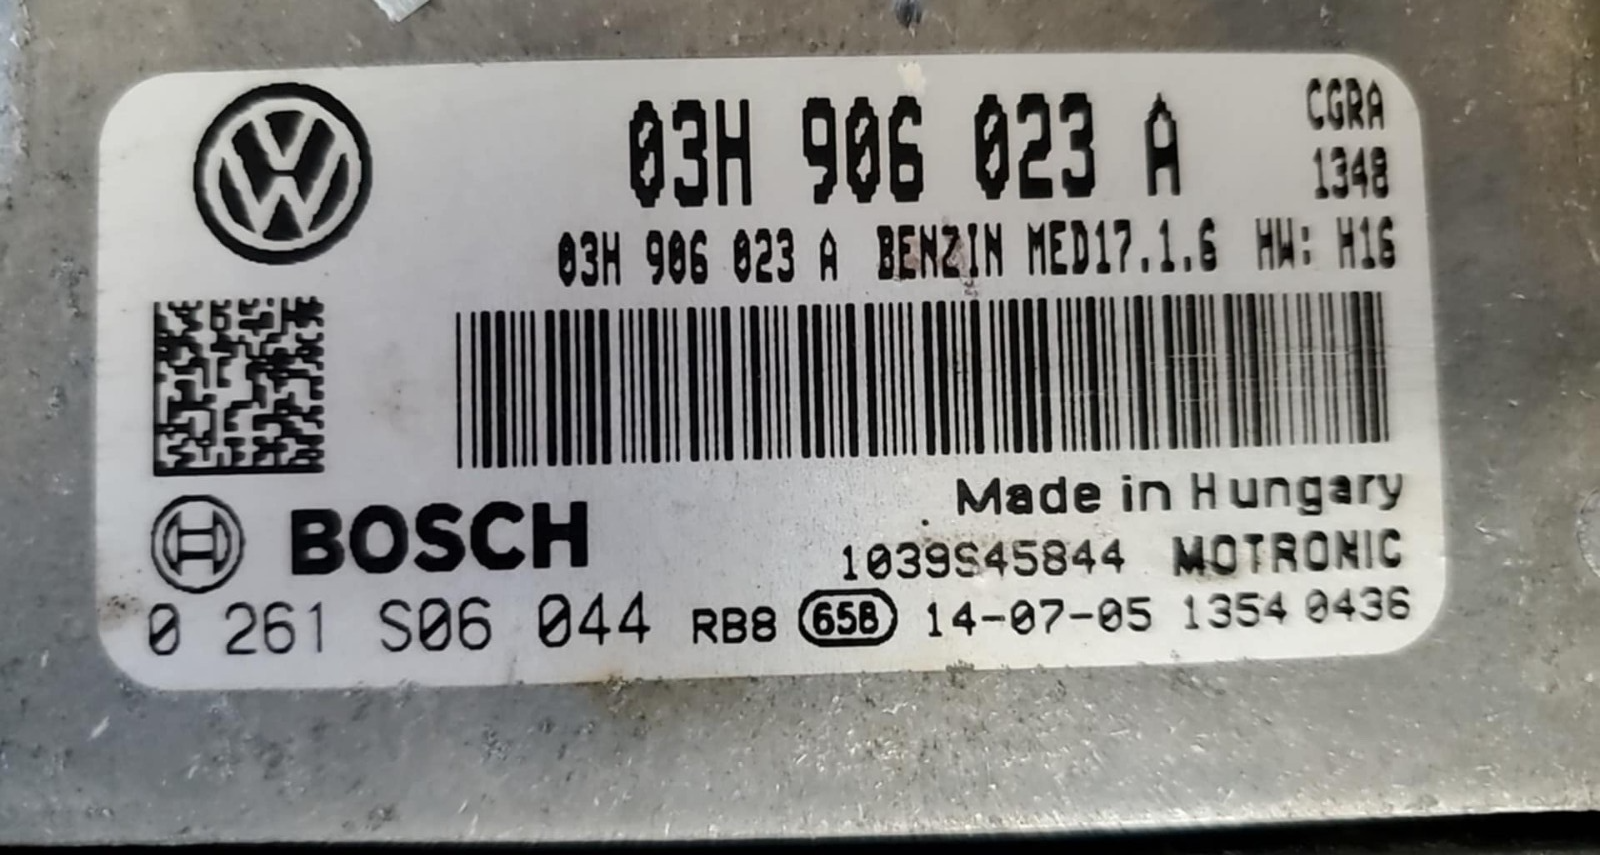 03H 906 023 A
CGRA
1348
03H 906 023 A BENZIN MED17.1.6 HW: H16
Made in Hungary
BOSCH
1039S45844 MOTRONIC
0 261 S06 044 RB8 65B 14-07-05 1354 0436